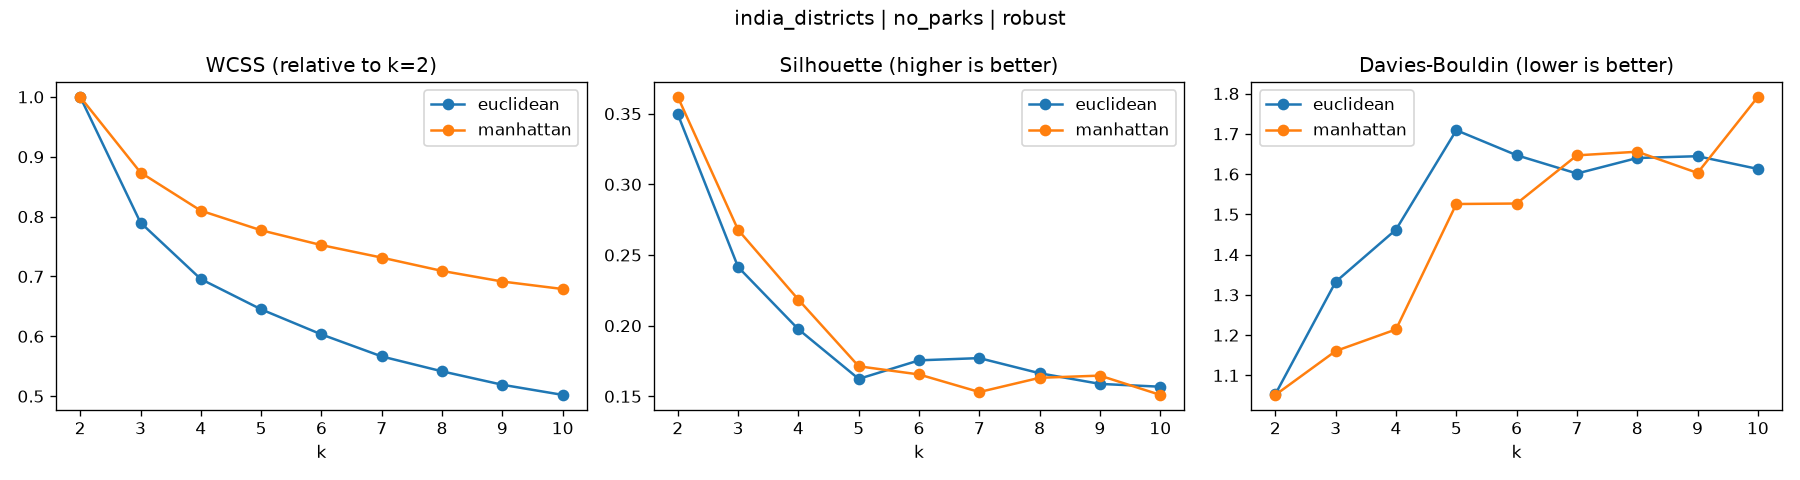 india_districts | no_parks | robust
WCSS (relative to k=2)
1.0
0.9
0.8
0.7
0.6
0.5
2 3 4 5 6 7 8 9 10
k
euclidean
manhattan
Silhouette (higher is better)
0.35
0.30
0.25
0.20
0.15
2 3 4 5 6 7 8 9 10
k
euclidean
manhattan
Davies-Bouldin (lower is better)
1.8
1.7
1.6
1.5
1.4
1.3
1.2
1.1
2 3 4 5 6 7 8 9 10
k
euclidean
manhattan